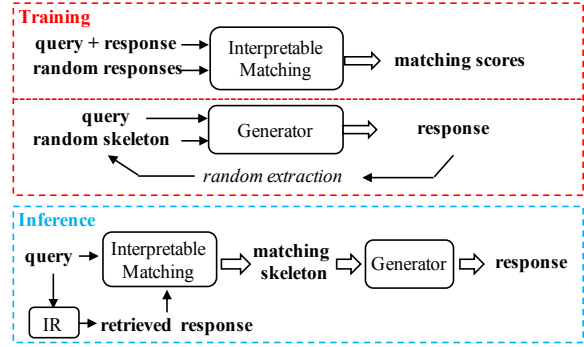 Training
query + response
random responses
Interpretable
Matching
matching scores
query
random skeleton
Generator
response
random extraction
Inference
query
Interpretable
Matching
matching
skeleton
Generator
response
IR
retrieved response